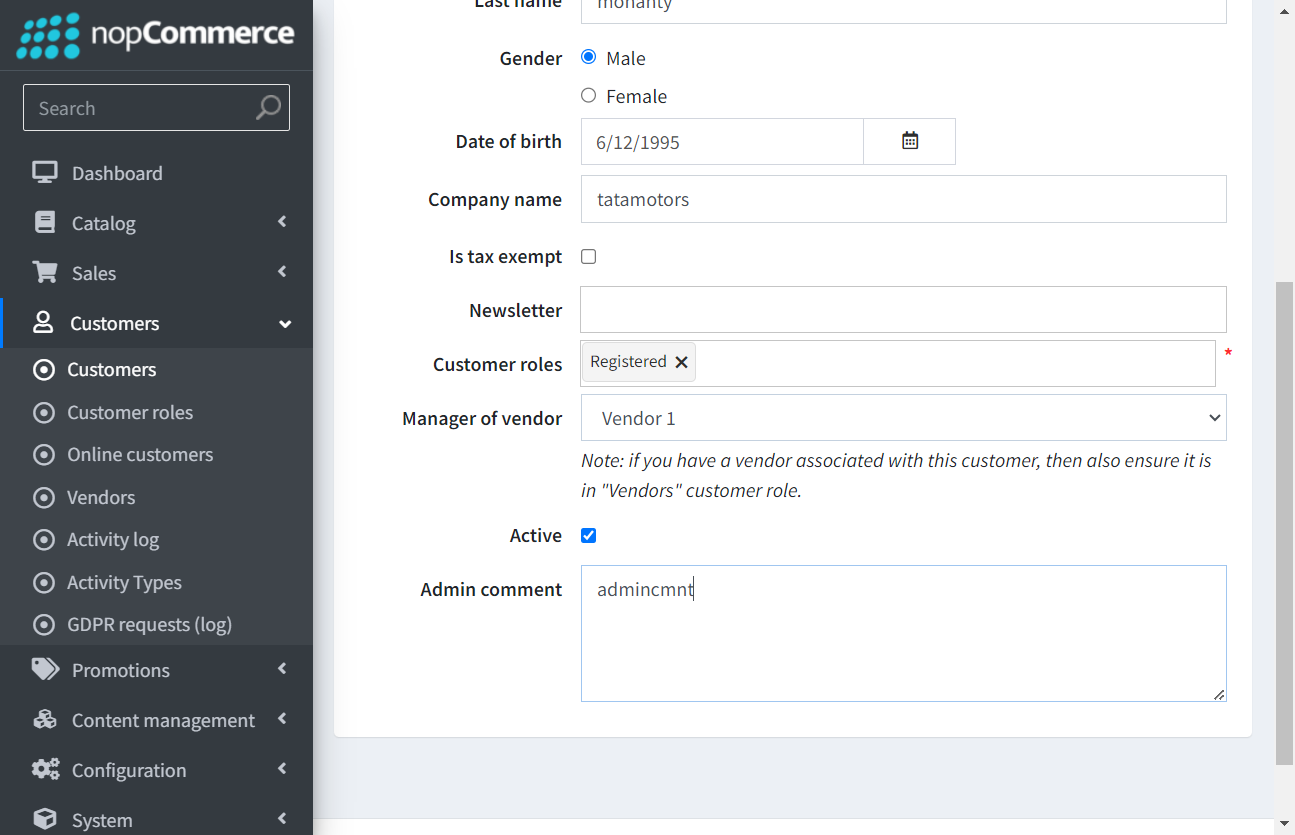 nopCommerce
Search
Dashboard
Catalog
Sales
Customers
Customers
Customer roles
Online customers
Vendors
Activity log
Activity Types
GDPR requests (log)
Promotions
Content management
Configuration
System
Last name mohanty
Gender Male
Female
Date of birth 6/12/1995
Company name tatamotors
Is tax exempt
Newsletter
Customer roles Registered *
Manager of vendor Vendor 1
Note: if you have a vendor associated with this customer, then also ensure it is
in "Vendors" customer role.
Active
Admin comment admincmnt